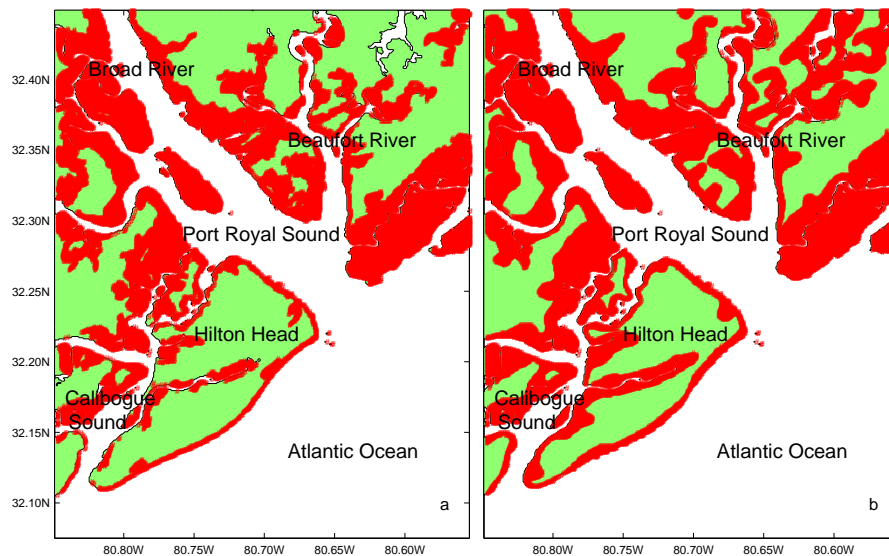 Broad River
Beaufort River
Port Royal Sound
Hilton Head
Calibogue
Sound
Atlantic Ocean
a
32.40N
32.35N
32.30N
32.25N
32.20N
32.15N
32.10N
80.80W 80.75W 80.70W 80.65W 80.60W
Broad River
Beaufort River
Port Royal Sound
Hilton Head
Calibogue
Sound
Atlantic Ocean
b
80.80W 80.75W 80.70W 80.65W 80.60W